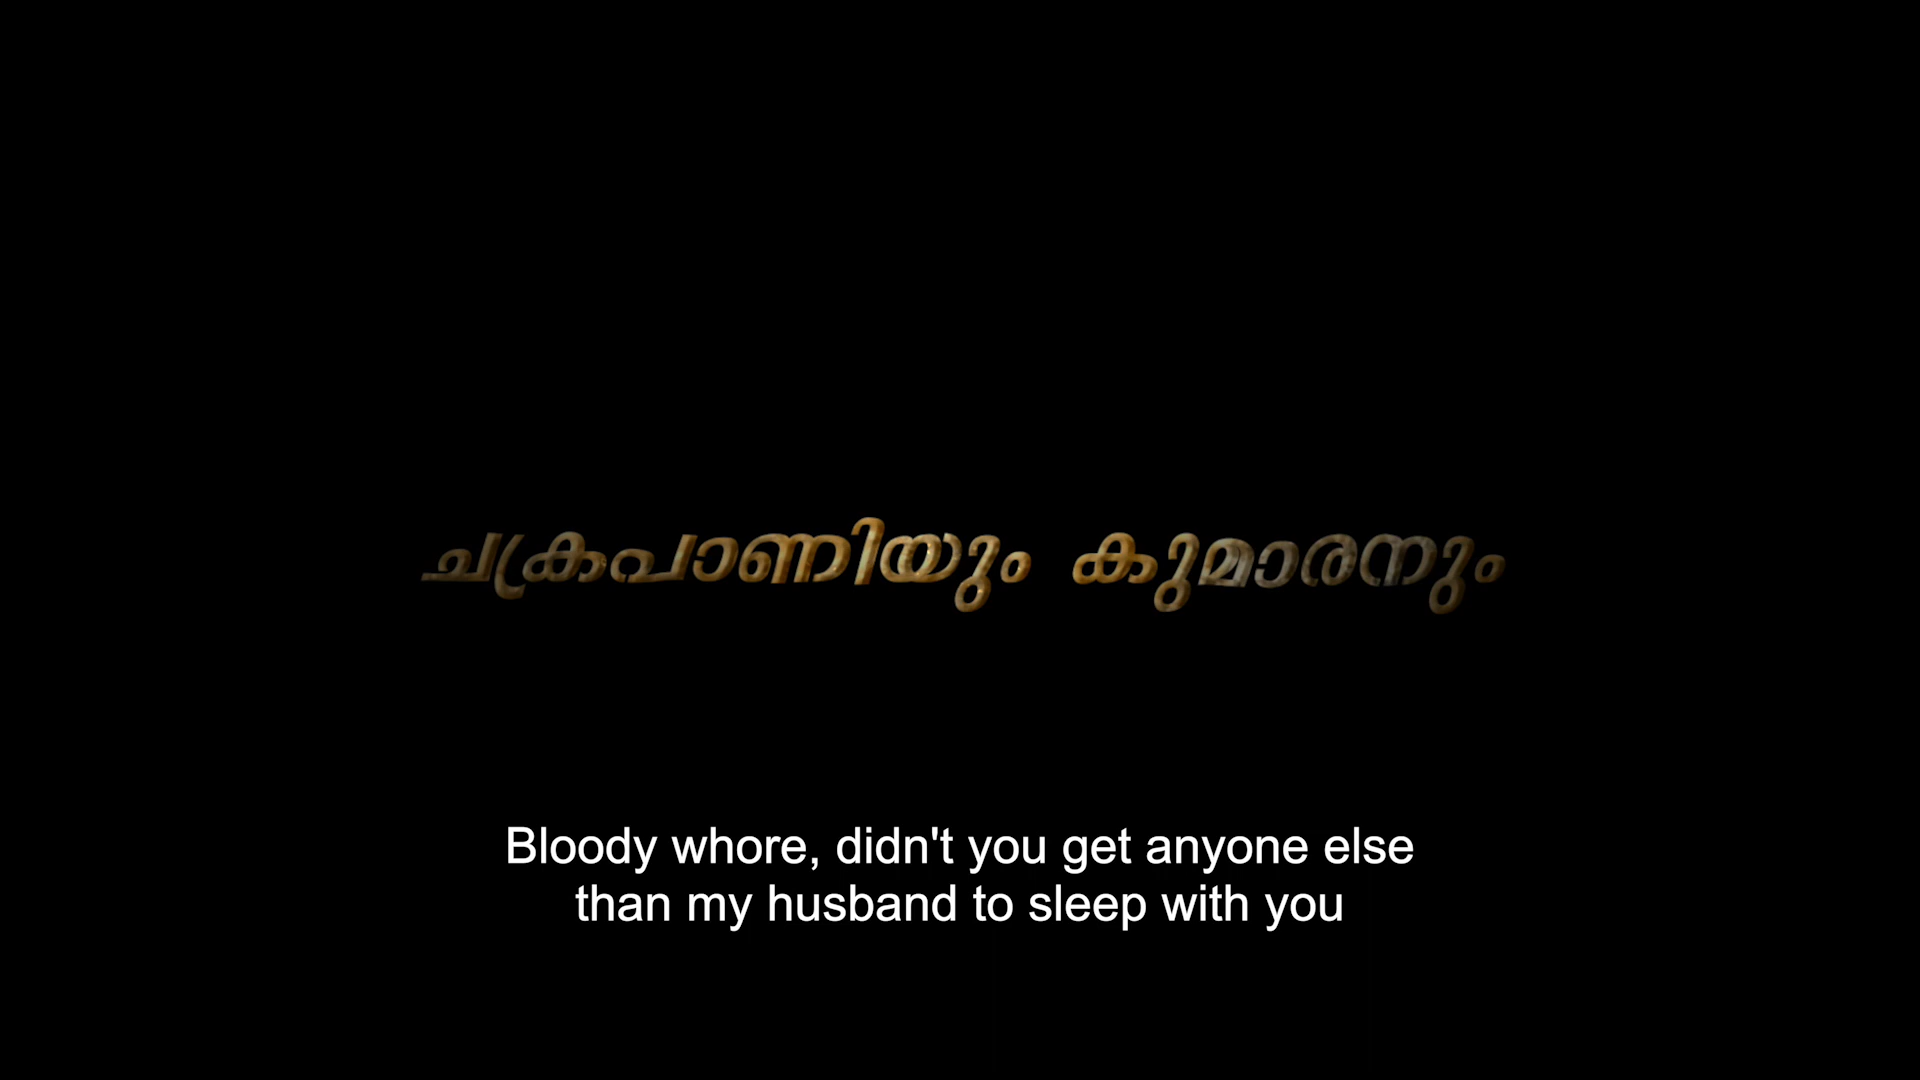 ചക്രപാണിയും കുമാരനും
Bloody whore, didn't you get anyone else
than my husband to sleep with you